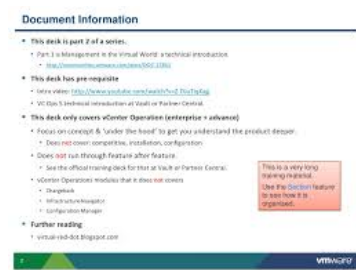 Document Information
This deck is part 2 of a series.
Part 1 is Management in the Virtual World: a technical introduction
This deck has pre-requisite
Intro video:
VC Ops 5 technical introduction at Vault or Partner Central.
This deck only covers vCenter Operation (enterprise + advance)
Focus on concept & 'under the hood' to get you understand the product deeper.
Does not cover: competitive, installation, configuration
Does not run through feature after feature.
See the official training deck for that at Vault or Partner Central.
vCenter Operations modules that it does not covers
Chargeback
Infrastructure Navigator
Configuration Manager
Further reading
virtual-red-dot.blogspot.com
This is a very long
training material.
Use the Section feature
to see how it is
organised.
vmware